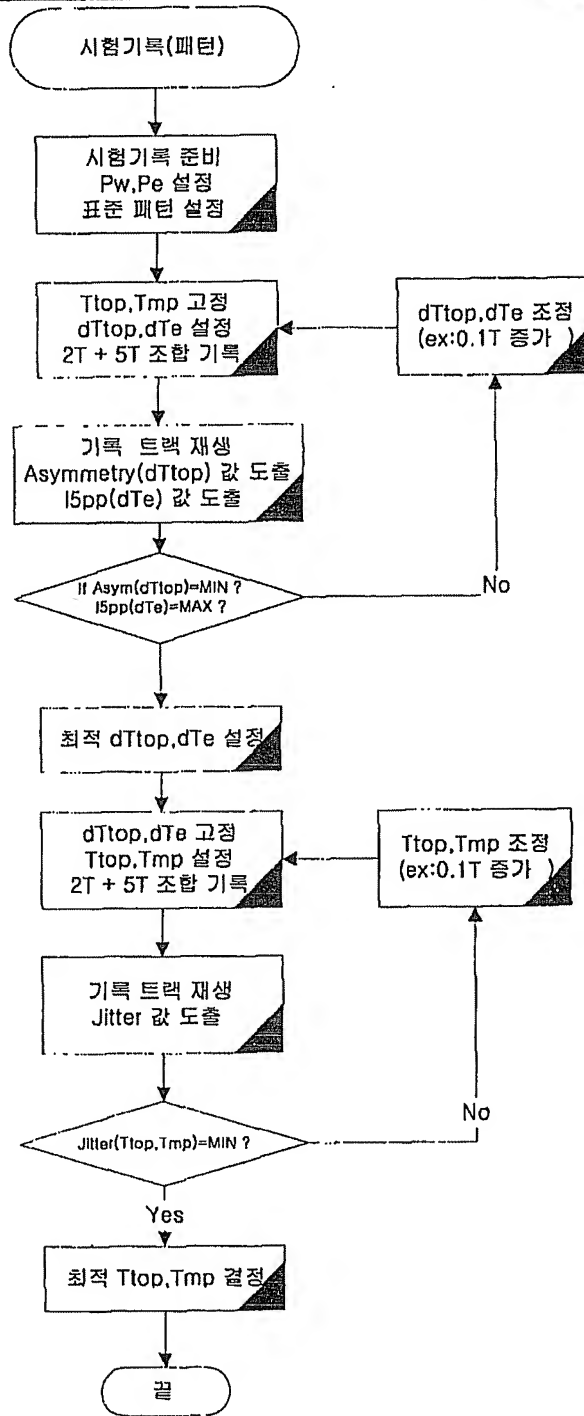 시험기록(패턴)
시험기록 준비
Pw,Pe 설정
표준 패턴 설정
Ttop,Tmp 고정
dTtop,dTe 설정
2T + 5T 조합 기록
dTtop,dTe 조정
(ex:0.1T 증가 )
기록 트랙 재생
Asymmetry(dTtop) 값 도출
I5pp(dTe) 값 도출
If Asym(dTtop)=MIN ?
I5pp(dTe)=MAX ?
No
최적 dTtop,dTe 설정
dTtop,dTe 고정
Ttop,Tmp 설정
2T + 5T 조합 기록
Ttop,Tmp 조정
(ex:0.1T 증가 )
기록 트랙 재생
Jitter 값 도출
Jitter(Ttop,Tmp)=MIN ?
No
Yes
최적 Ttop,Tmp 결정
끝